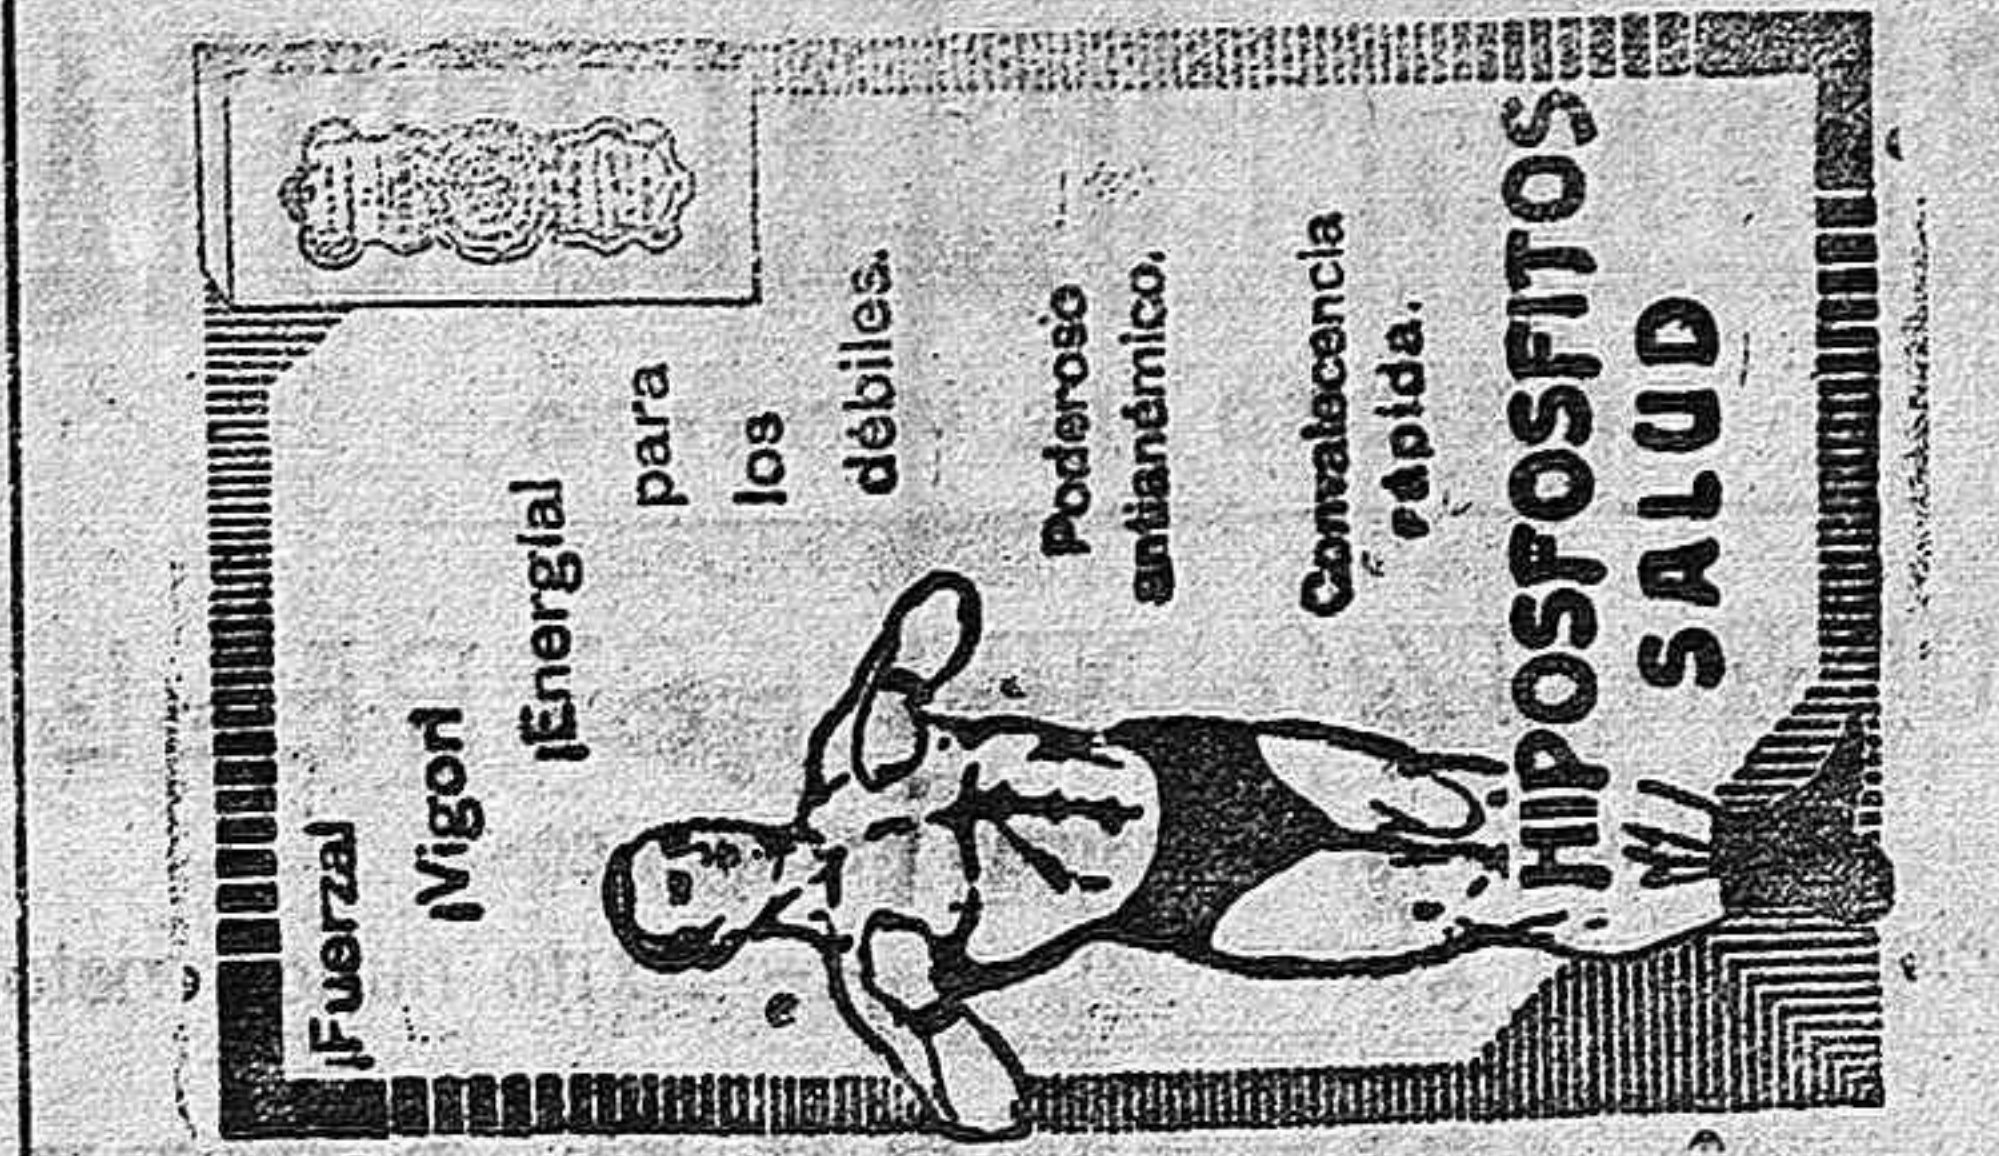 ¡Fuerza!
¡Vigor!
¡Energía!
para
los
débiles.
Poderoso
antianémico.
Convalecencia
rápida.
HIPOSFOSFITOS
SALUD